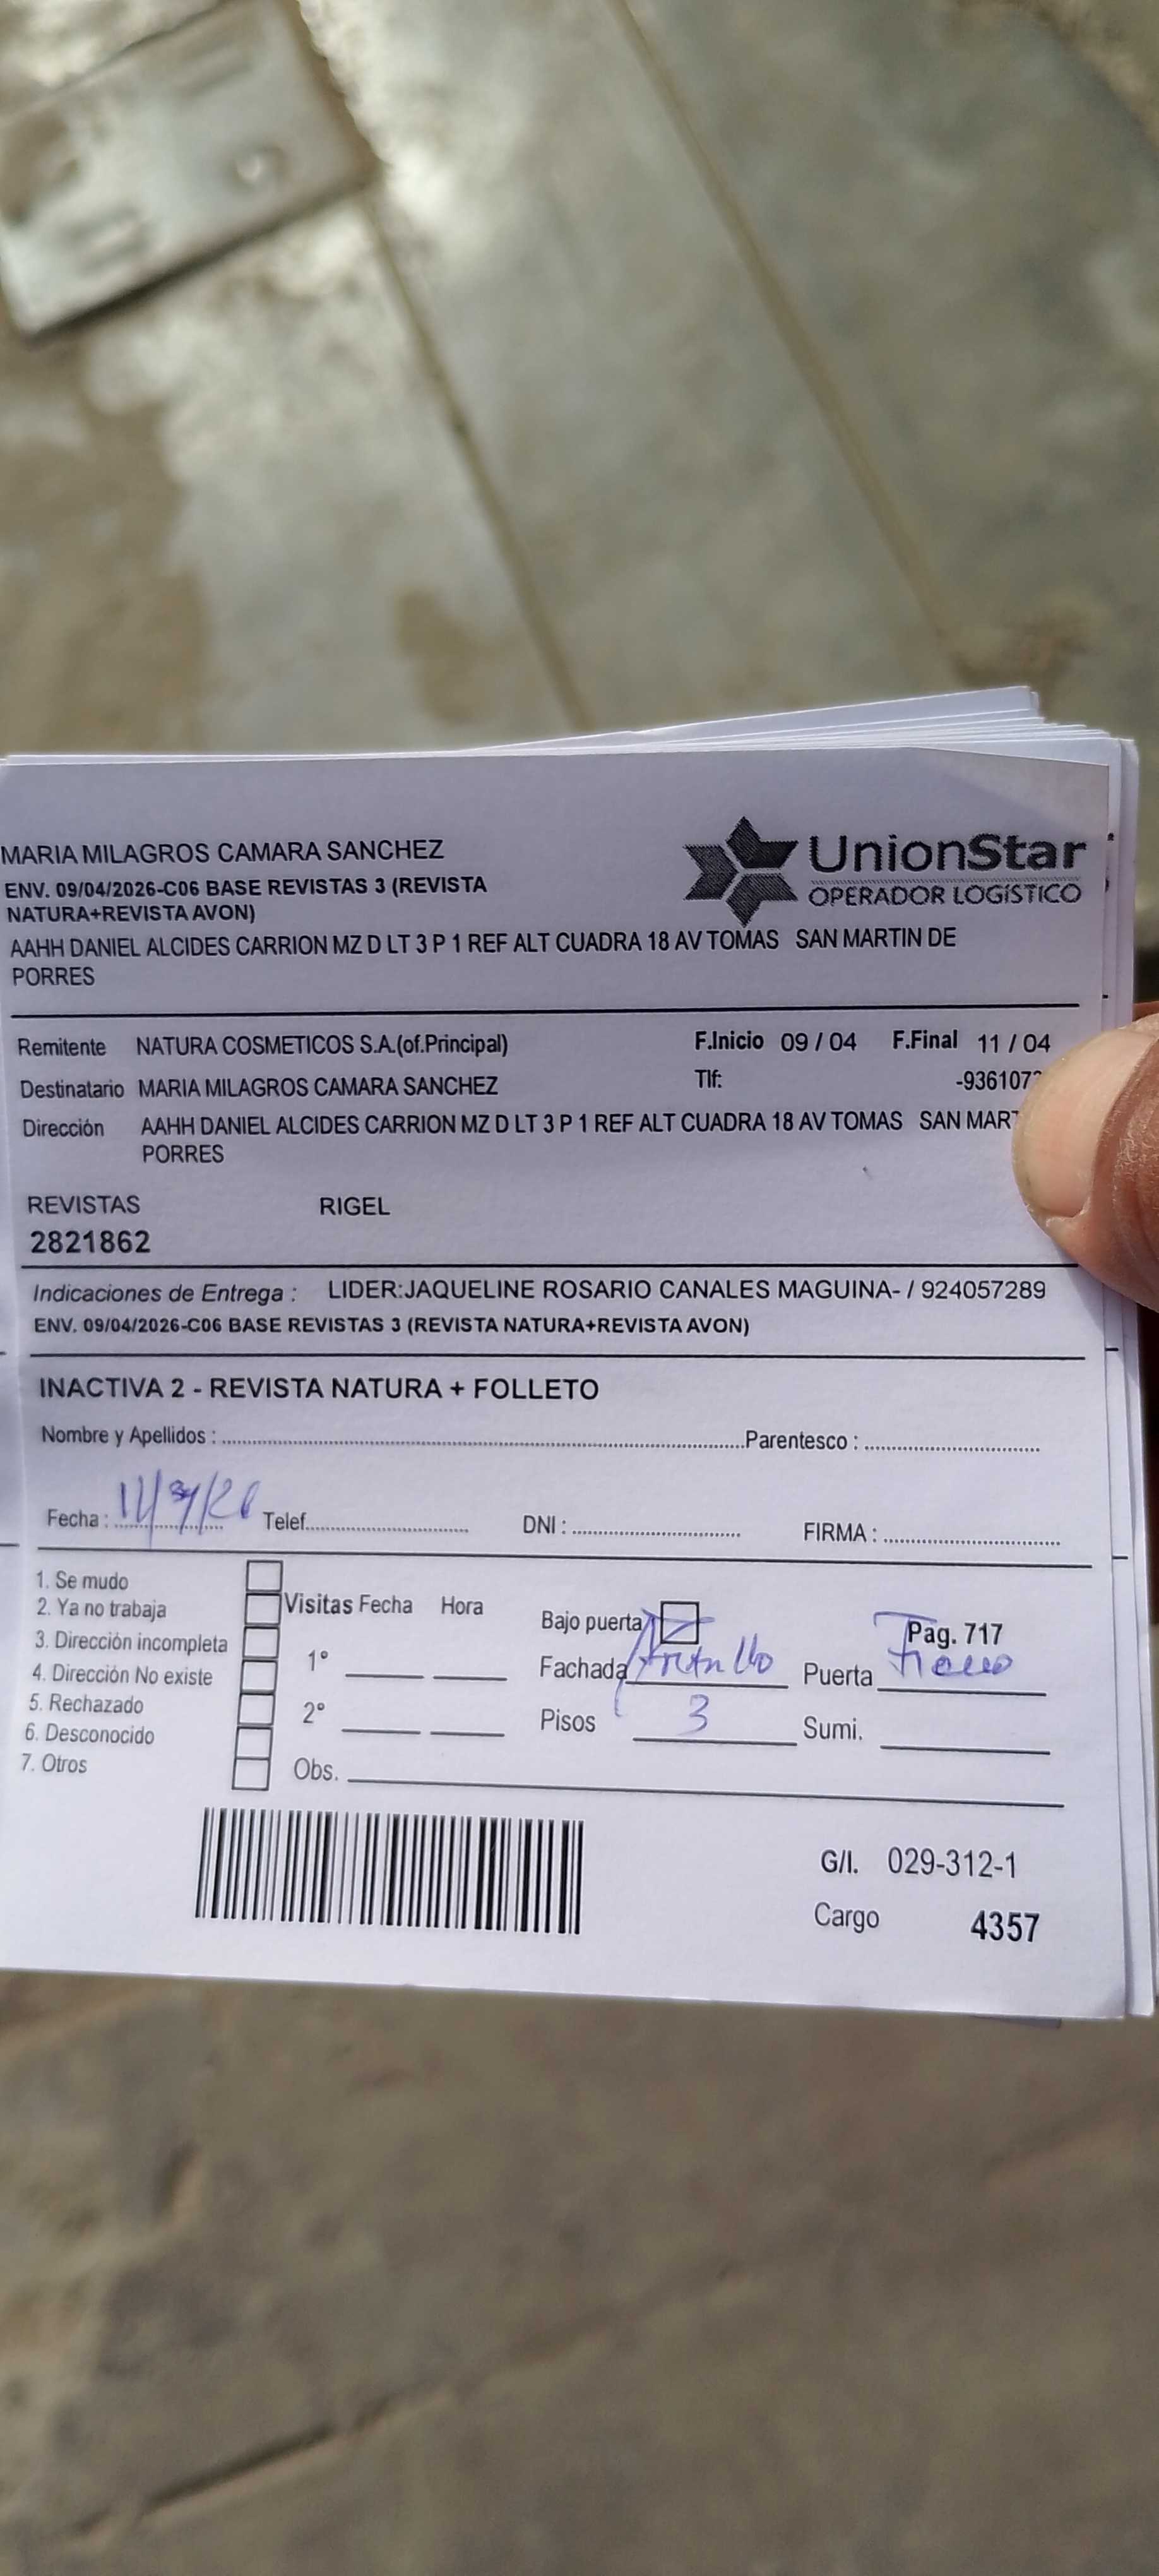 MARIA MILAGROS CAMARA SANCHEZ
ENV. 09/04/2026-C06 BASE REVISTAS 3 (REVISTA
NATURA+REVISTA AVON)
UnionStar
OPERADOR LOGÍSTICO
AAHH DANIEL ALCIDES CARRION MZ D LT 3 P 1 REF ALT CUADRA 18 AV TOMAS SAN MARTIN DE
PORRES
Remitente NATURA COSMETICOS S.A.(of.Principal) F.Inicio 09 / 04 F.Final 11 / 04
Destinatario MARIA MILAGROS CAMARA SANCHEZ Tlf: -936107
Dirección AAHH DANIEL ALCIDES CARRION MZ D LT 3 P 1 REF ALT CUADRA 18 AV TOMAS SAN MAR
PORRES
REVISTAS RIGEL
2821862
Indicaciones de Entrega : LIDER:JAQUELINE ROSARIO CANALES MAGUINA- / 924057289
ENV. 09/04/2026-C06 BASE REVISTAS 3 (REVISTA NATURA+REVISTA AVON)
INACTIVA 2 - REVISTA NATURA + FOLLETO
Nombre y Apellidos : Parentesco :
Fecha : Telef. DNI : FIRMA :
1. Se mudo
2. Ya no trabaja
3. Dirección incompleta
4. Dirección No existe
5. Rechazado
6. Desconocido
7. Otros
Visitas Fecha Hora
1°
2°
Obs.
Bajo puerta Pag. 717
Fachada Puerta Fierro
Pisos 3 Sumi.
G/I. 029-312-1
Cargo 4357